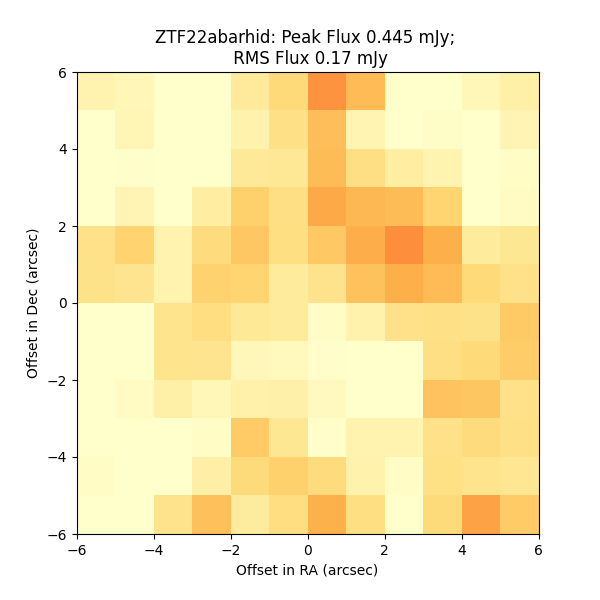 ZTF22abarhid: Peak Flux 0.445 mJy;
RMS Flux 0.17 mJy
6
4
2
0
−2
−4
−6
Offset in Dec (arcsec)
−6 −4 −2 0 2 4 6
Offset in RA (arcsec)